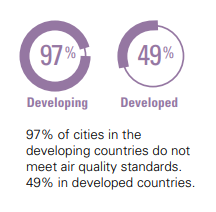 97% 49%
Developing Developed
97% of cities in the
developing countries do not
meet air quality standards.
49% in developed countries.